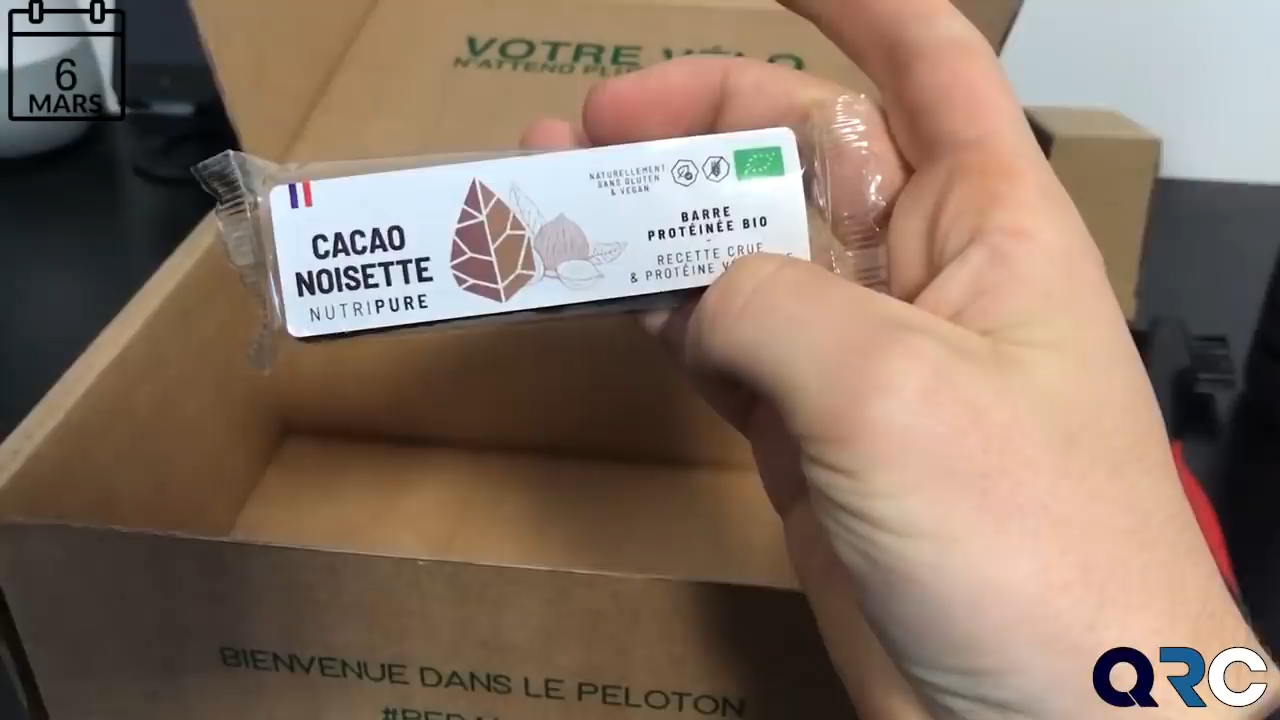 6
MARS
VOTRE VÉLO
N'ATTEND
NATURELLEMENT
SANS GLUTEN
& VEGAN
CACAO
NOISETTE
NUTRIPURE
BARRE
PROTÉINÉE BIO
RECETTE CRUE
& PROTÉINE
BIENVENUE DANS LE PELOTON
QRC